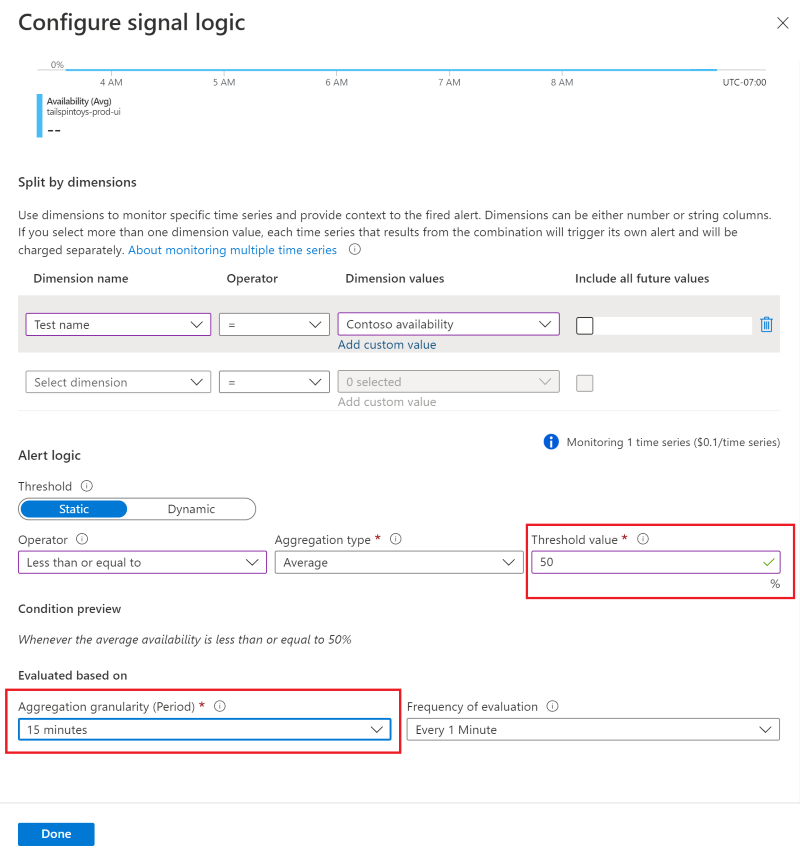 Configure signal logic
0%
4 AM 5 AM 6 AM 7 AM 8 AM UTC-07:00
Availability (Avg)
tailspintoys-prod-ui
--
Split by dimensions
Use dimensions to monitor specific time series and provide context to the fired alert. Dimensions can be either number or string columns.
If you select more than one dimension value, each time series that results from the combination will trigger its own alert and will be
charged separately. About monitoring multiple time series
Dimension name Operator Dimension values Include all future values
Test name = Contoso availability
Add custom value
Select dimension = 0 selected
Add custom value
Monitoring 1 time series ($0.1/time series)
Alert logic
Threshold
Static Dynamic
Operator Aggregation type * Threshold value *
Less than or equal to Average 50
%
Condition preview
Whenever the average availability is less than or equal to 50%
Evaluated based on
Aggregation granularity (Period) * Frequency of evaluation
15 minutes Every 1 Minute
Done